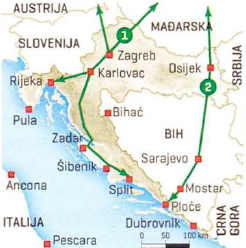 AUSTRIJA
MAĐARSKA
SLOVENIJA
1
Zagreb
SRBIJA
Rijeka
Karlovac
Osijek
2
Pula
Bihać
BIH
Zadar
Šibenik
Sarajevo
Split
Mostar
Ancona
Ploče
ITALIJA
Dubrovnik
CRNA
GORA
Pescara
0 50 100 km